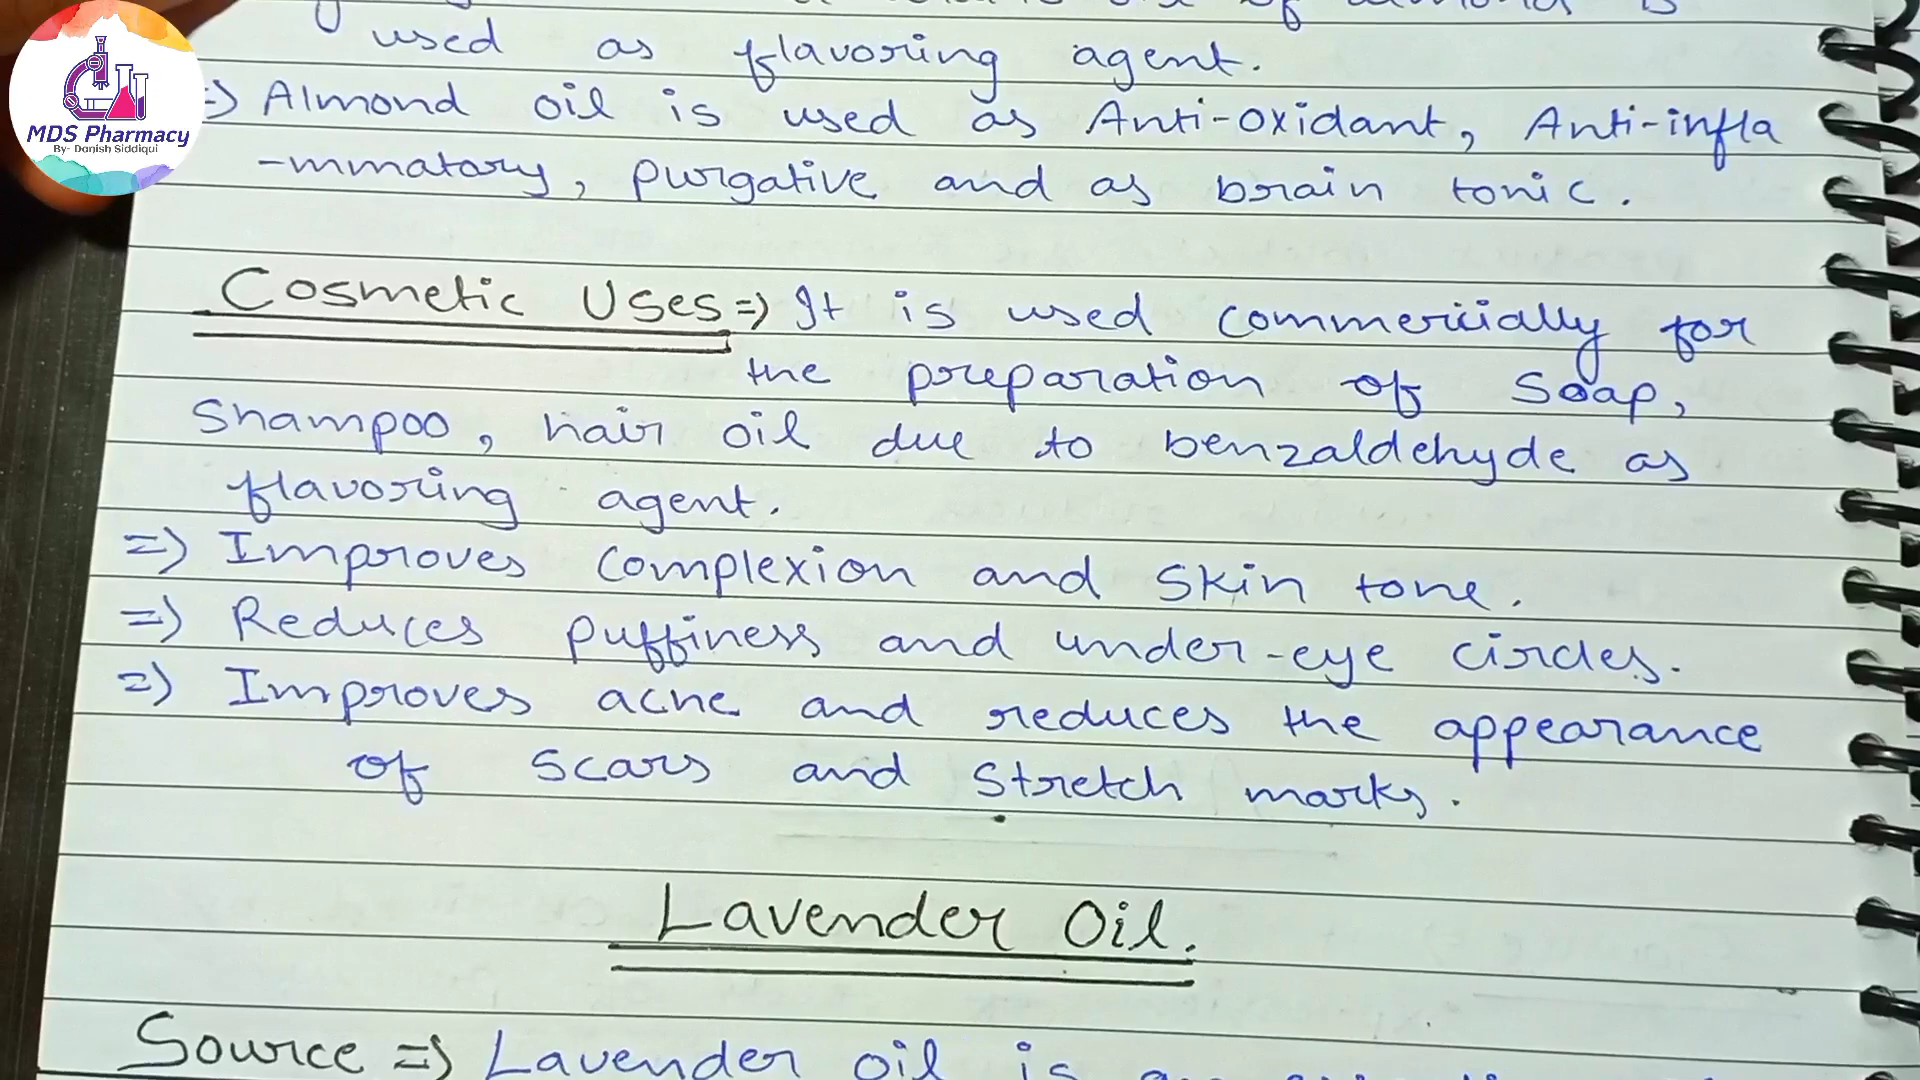 used as flavoring agent.
MDS Pharmacy
By- Danish Siddiqui
=> Almond oil is used as Anti-oxidant, Anti-infla
-mmatory, purgative and as brain tonic.
Cosmetic Uses => It is used commercially for
the preparation of Soap,
Shampoo, hair oil due to benzaldehyde as
flavoring agent.
=> Improves complexion and Skin tone.
=> Reduces puffiness and under-eye circles.
=> Improves acne and reduces the appearance
of Scars and Stretch marks.
Lavender Oil.
Source => Lavender oil is